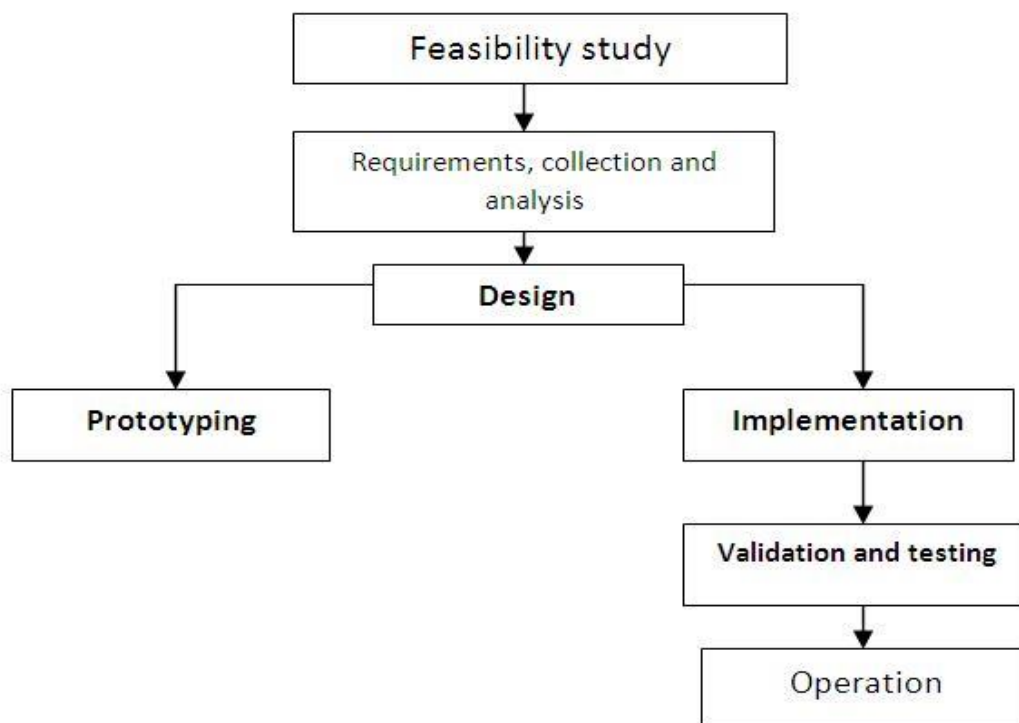 Feasibility study
Requirements, collection and
analysis
Design
Prototyping
Implementation
Validation and testing
Operation